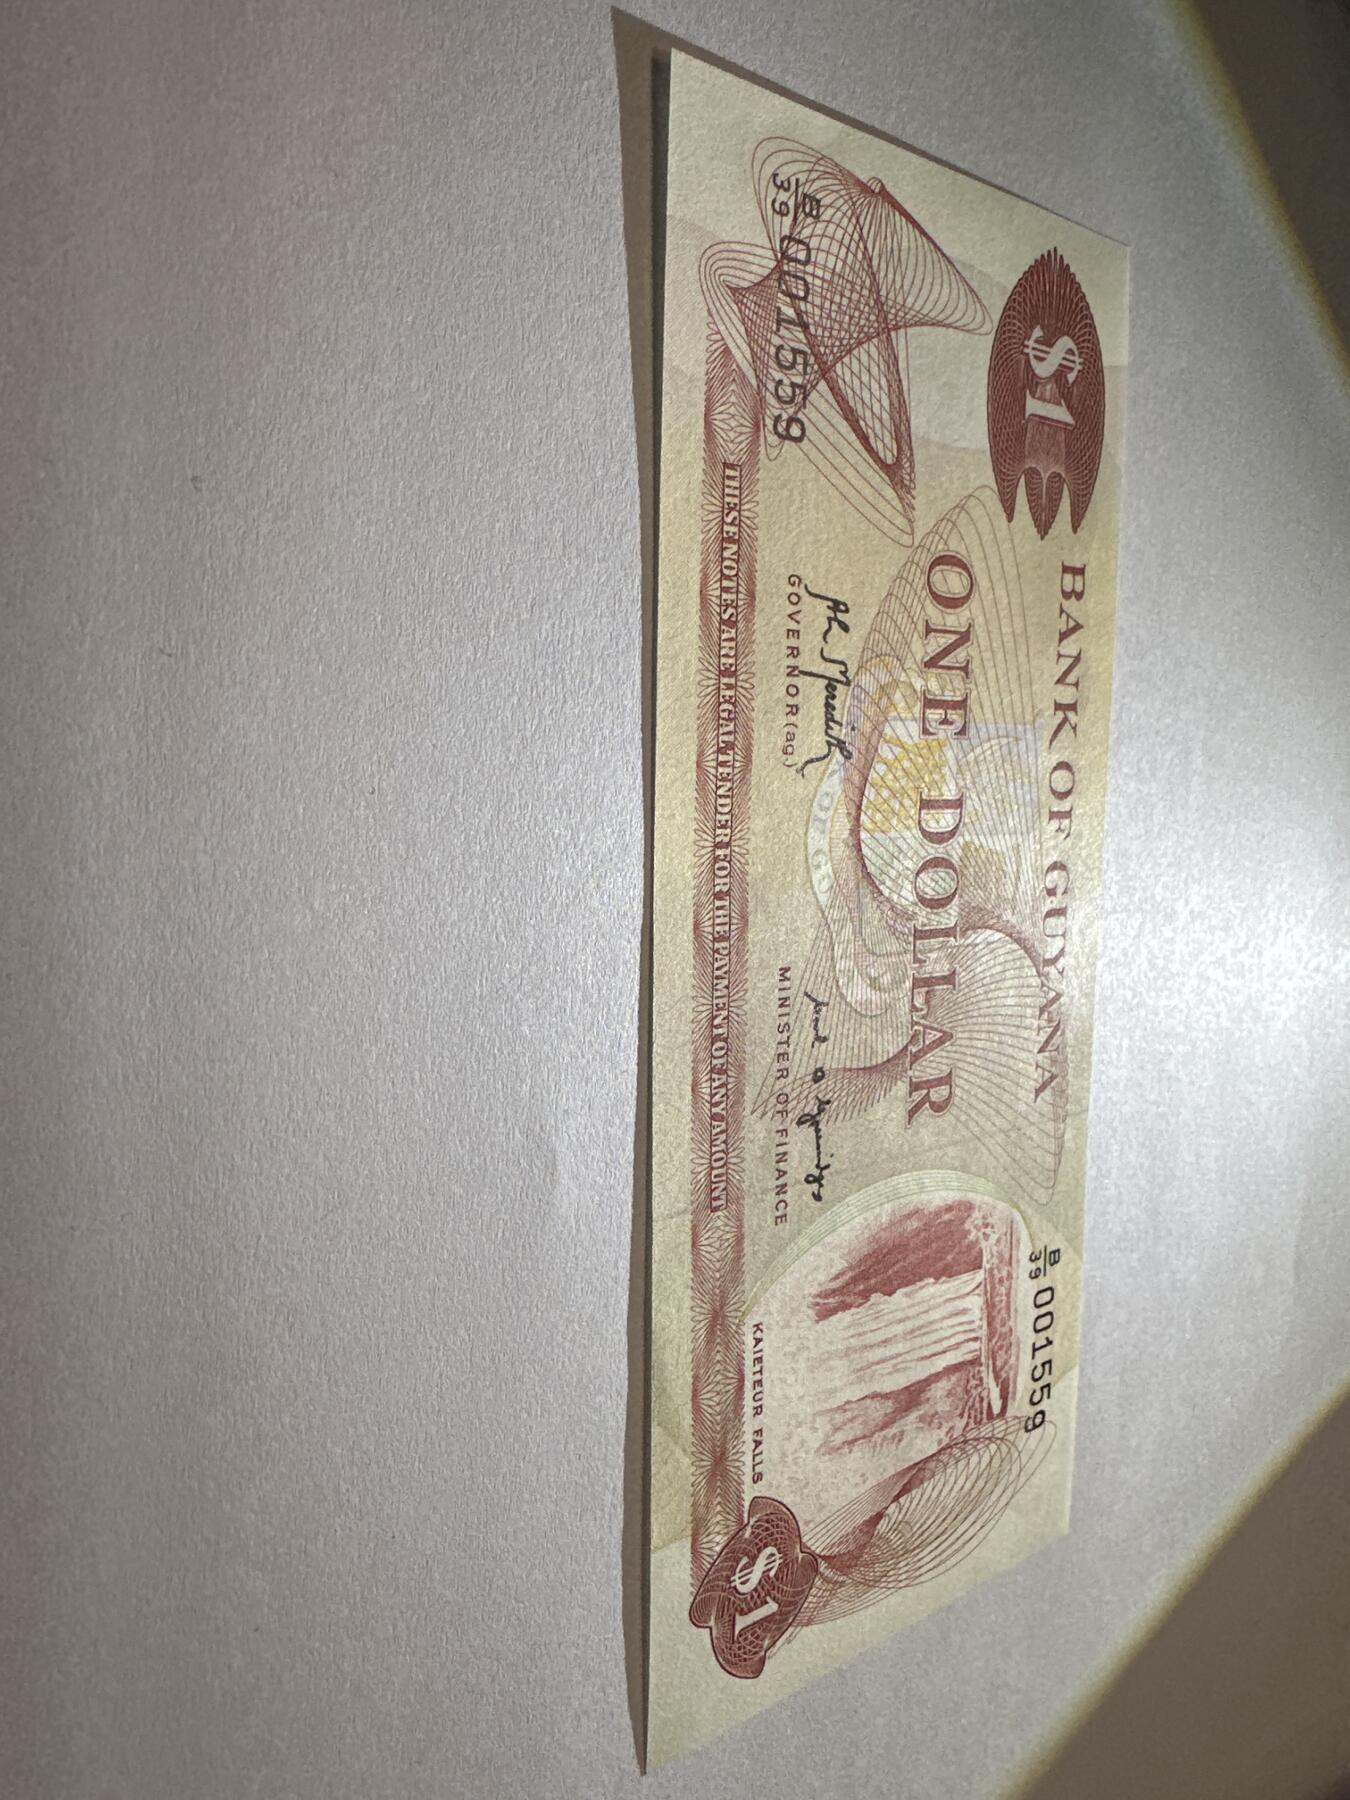 BANK OF GUYANA
$1
B/39 001559
ONE DOLLAR
GOVERNOR (ag.)
MINISTER OF FINANCE
B/39 001559
KAIETEUR FALLS
THESE NOTES ARE LEGAL TENDER FOR THE PAYMENT OF ANY AMOUNT
$1